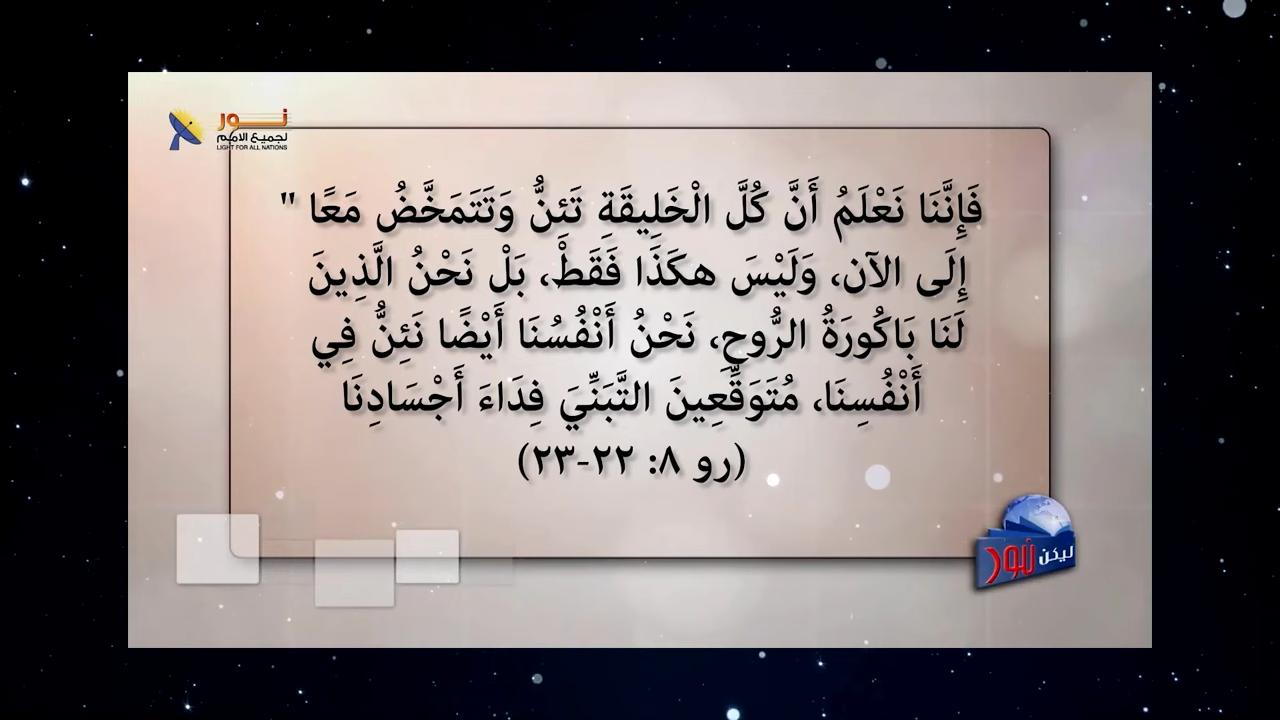 نور
لجميع الامم
LIGHT FOR ALL NATIONS
فَإِنَّنَا نَعْلَمُ أَنَّ كُلَّ الْخَلِيقَةِ تَئنُّ وَتَتَمَخَّضُ مَعًا "
إِلَى الآن، وَلَيْسَ هكَذَا فَقَطْ، بَلْ نَحْنُ الَّذِينَ
لَنَا بَاكُورَةُ الرُّوحِ، نَحْنُ أَنْفُسُنَا أَيْضًا نَئِنُّ فِي
أَنْفُسِنَا، مُتَوَقِّعِينَ التَّبَنِّيَ فِدَاءَ أَجْسَادِنَا
(رو ٨: ٢٢-٢٣)
ليكن نور